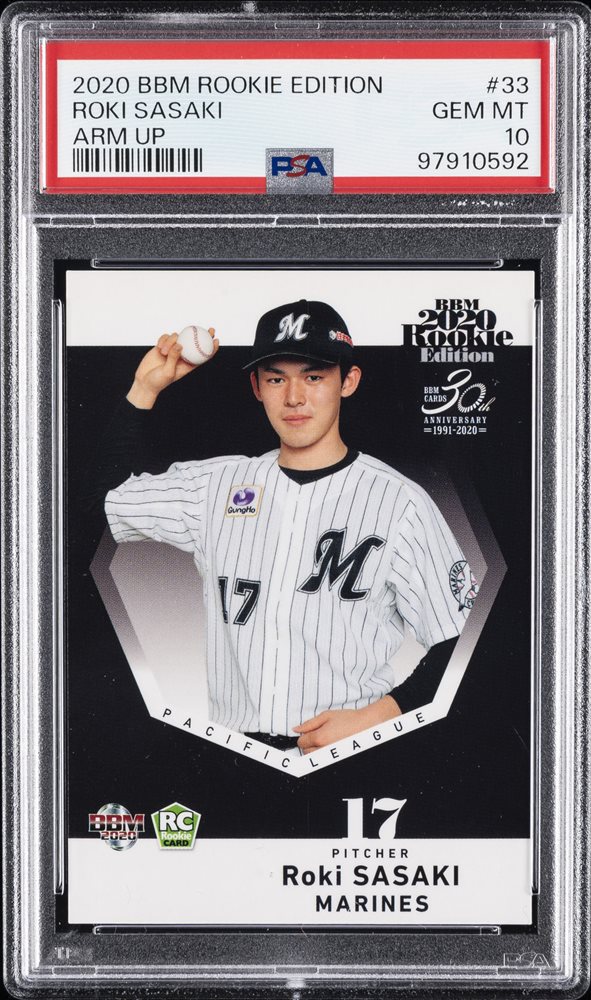 2020 BBM ROOKIE EDITION #33
ROKI SASAKI GEM MT
ARM UP 10
PSA 97910592
BBM
2020
Rookie
Edition
BBM CARDS 30th
ANNIVERSARY
1991-2020
M
GungHo
17 M
MARINES
PACIFIC LEAGUE
17
BBM 2020
RC Rookie CARD
PITCHER
Roki SASAKI
MARINES
PSA